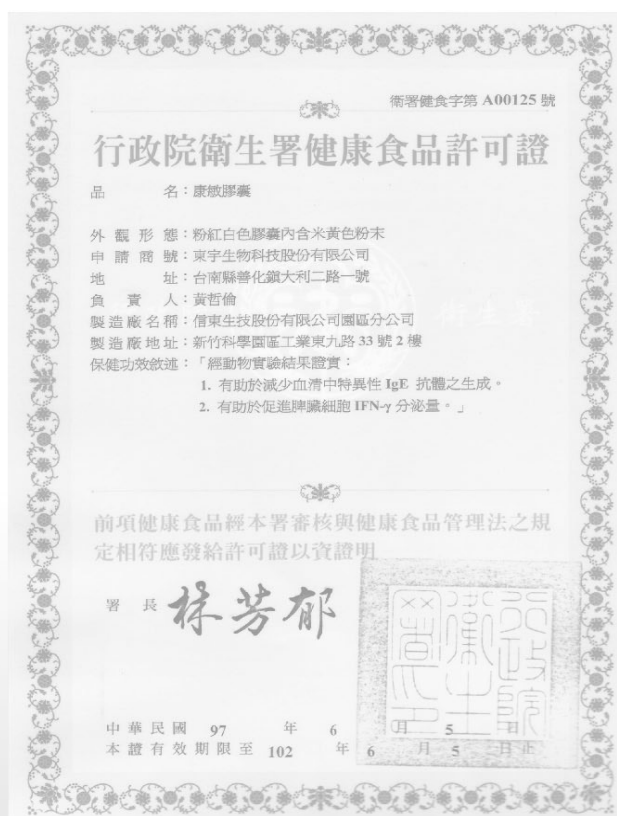 衛署健食字第 A00125 號
行政院衛生署健康食品許可證
品名：康敏膠囊
外觀形態：粉紅白色膠囊內含米黃色粉末
申請商號：東宇生物科技股份有限公司
地址：台南縣善化鎮大利二路一號
負責人：黃哲倫
製造廠名稱：信東生技股份有限公司園區分公司
製造廠地址：新竹科學園區工業東九路 33 號 2 樓
保健功效敘述：「經動物實驗結果證實：
1. 有助於減少血清中特異性 IgE 抗體之生成。
2. 有助於促進脾臟細胞 IFN-γ 分泌量。」
衛生署
前項健康食品經本署審核與健康食品管理法之規
定相符應發給許可證以資證明
署長 林芳郁
行政院衛生署印
中華民國 97 年 6 月 5 日
本證有效期限至 102 年 6 月 5 日正